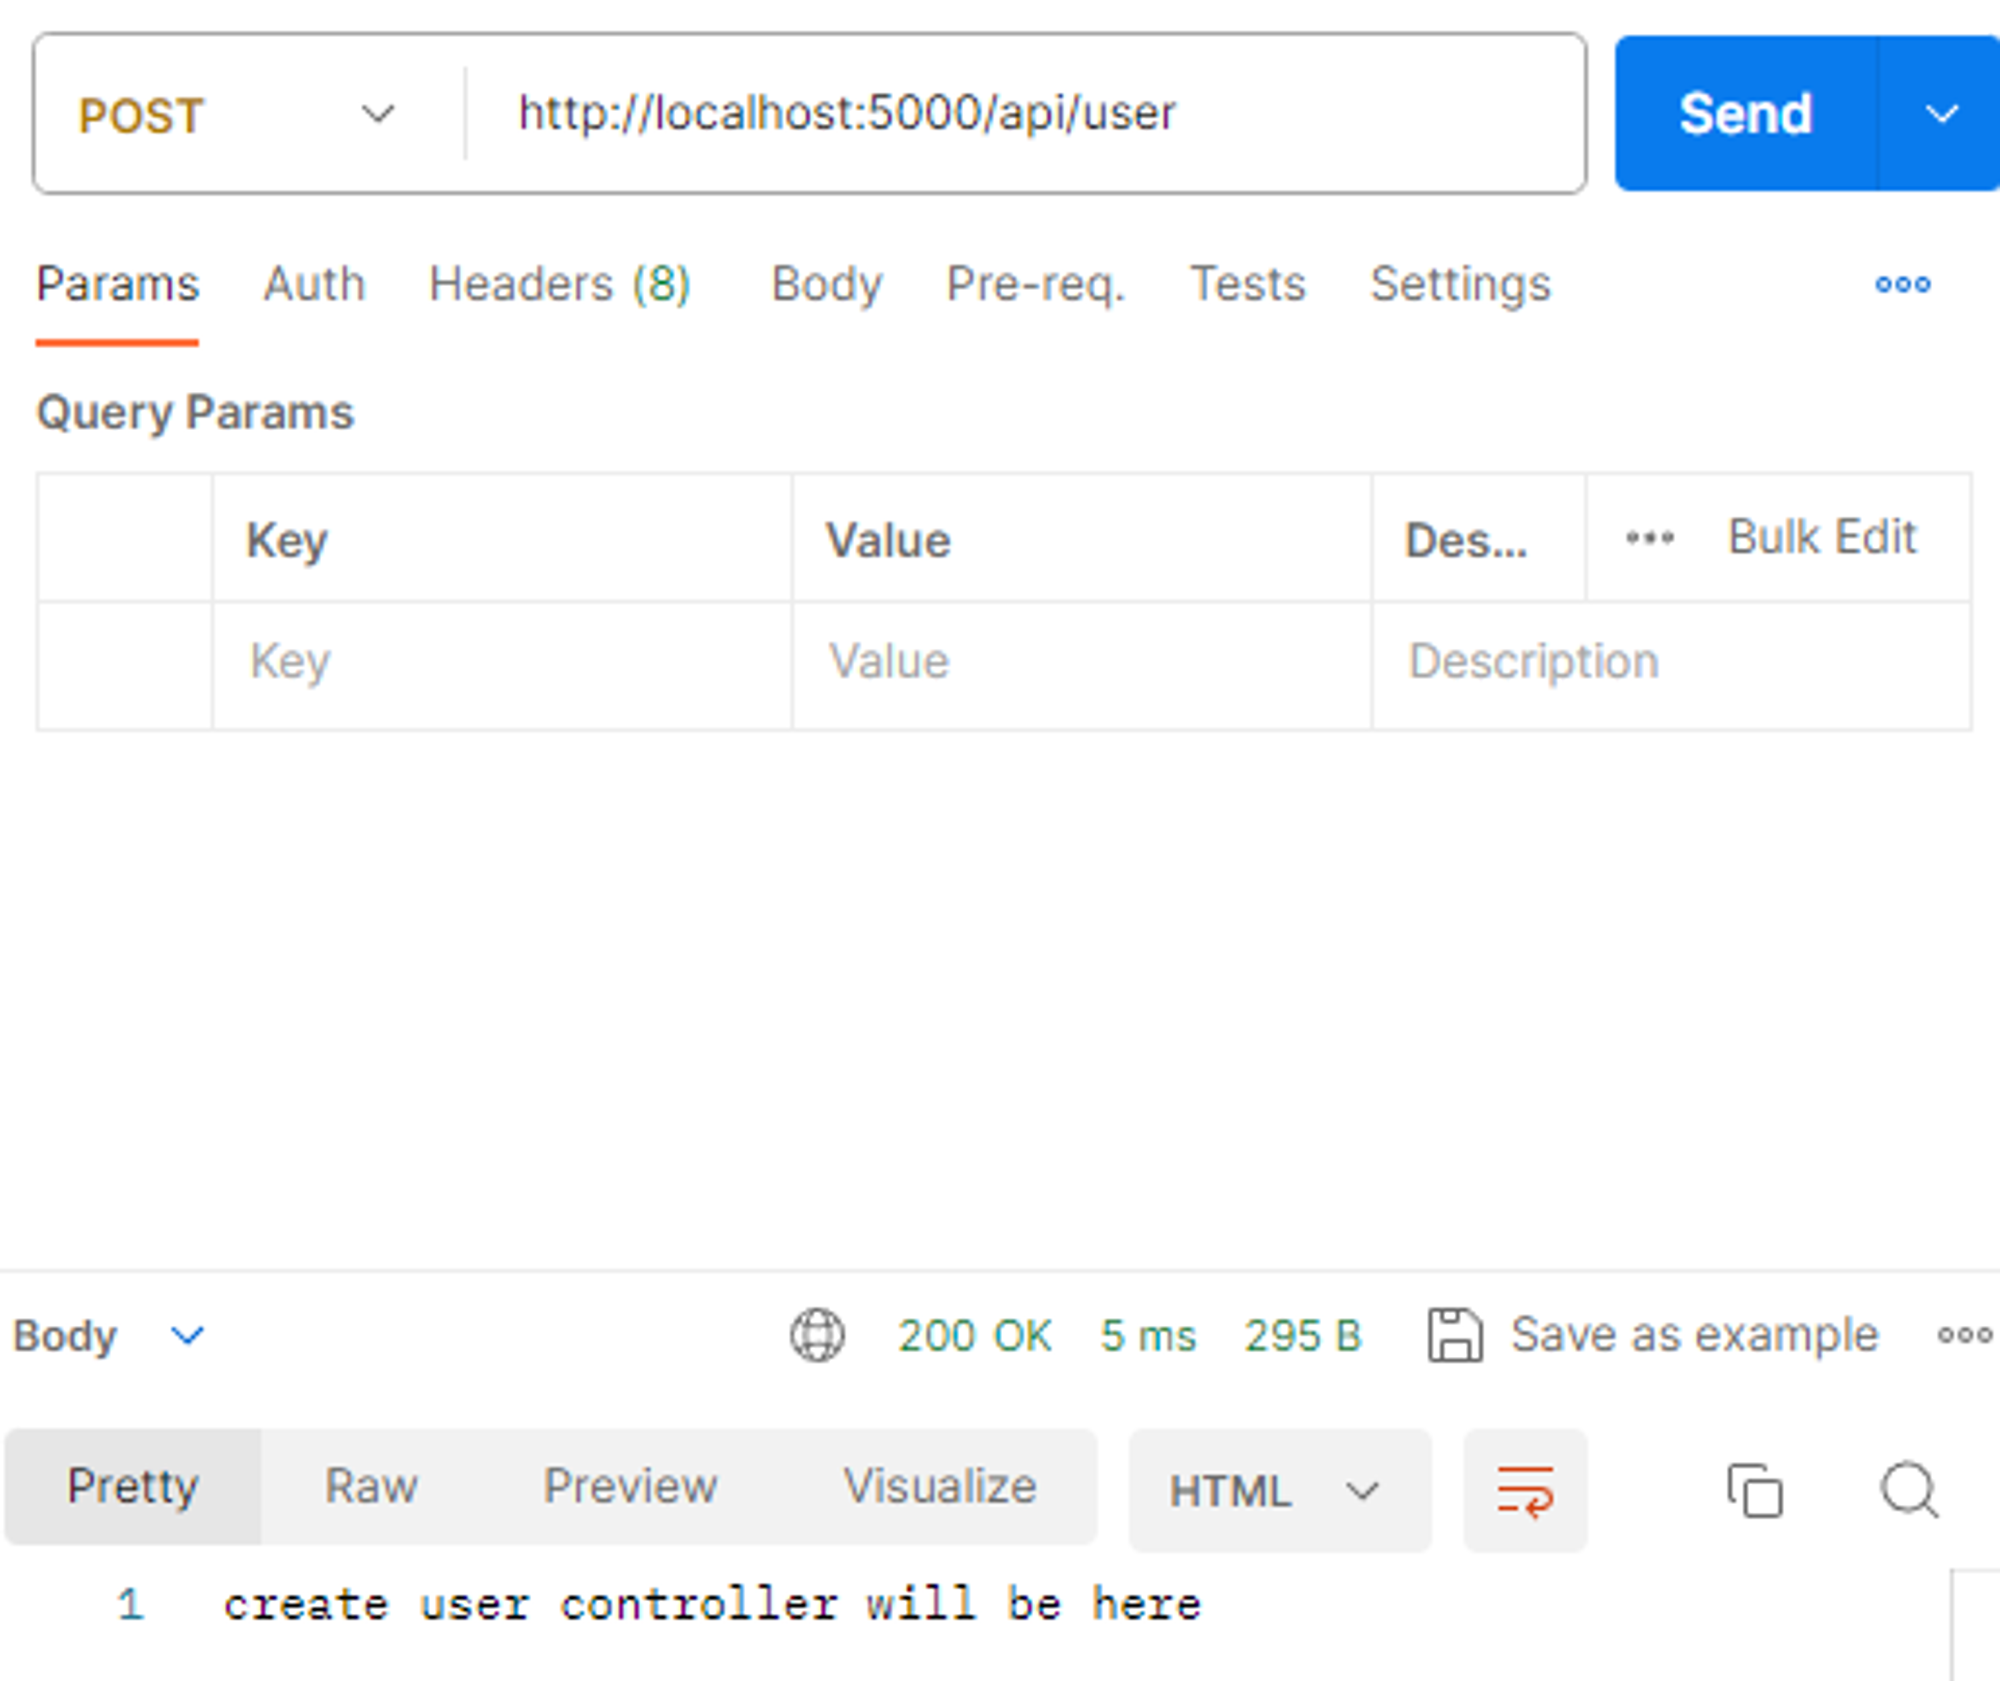 POST http://localhost:5000/api/user Send
Params Auth Headers (8) Body Pre-req. Tests Settings
Query Params
Key Value Des... Bulk Edit
Key Value Description
Body 200 OK 5 ms 295 B Save as example
Pretty Raw Preview Visualize HTML
1 create user controller will be here